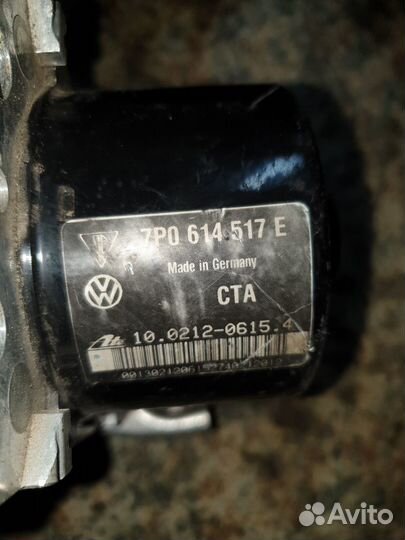 7P0 614 517 E
Made in Germany
CTA
10.0212-0615.4
Avito